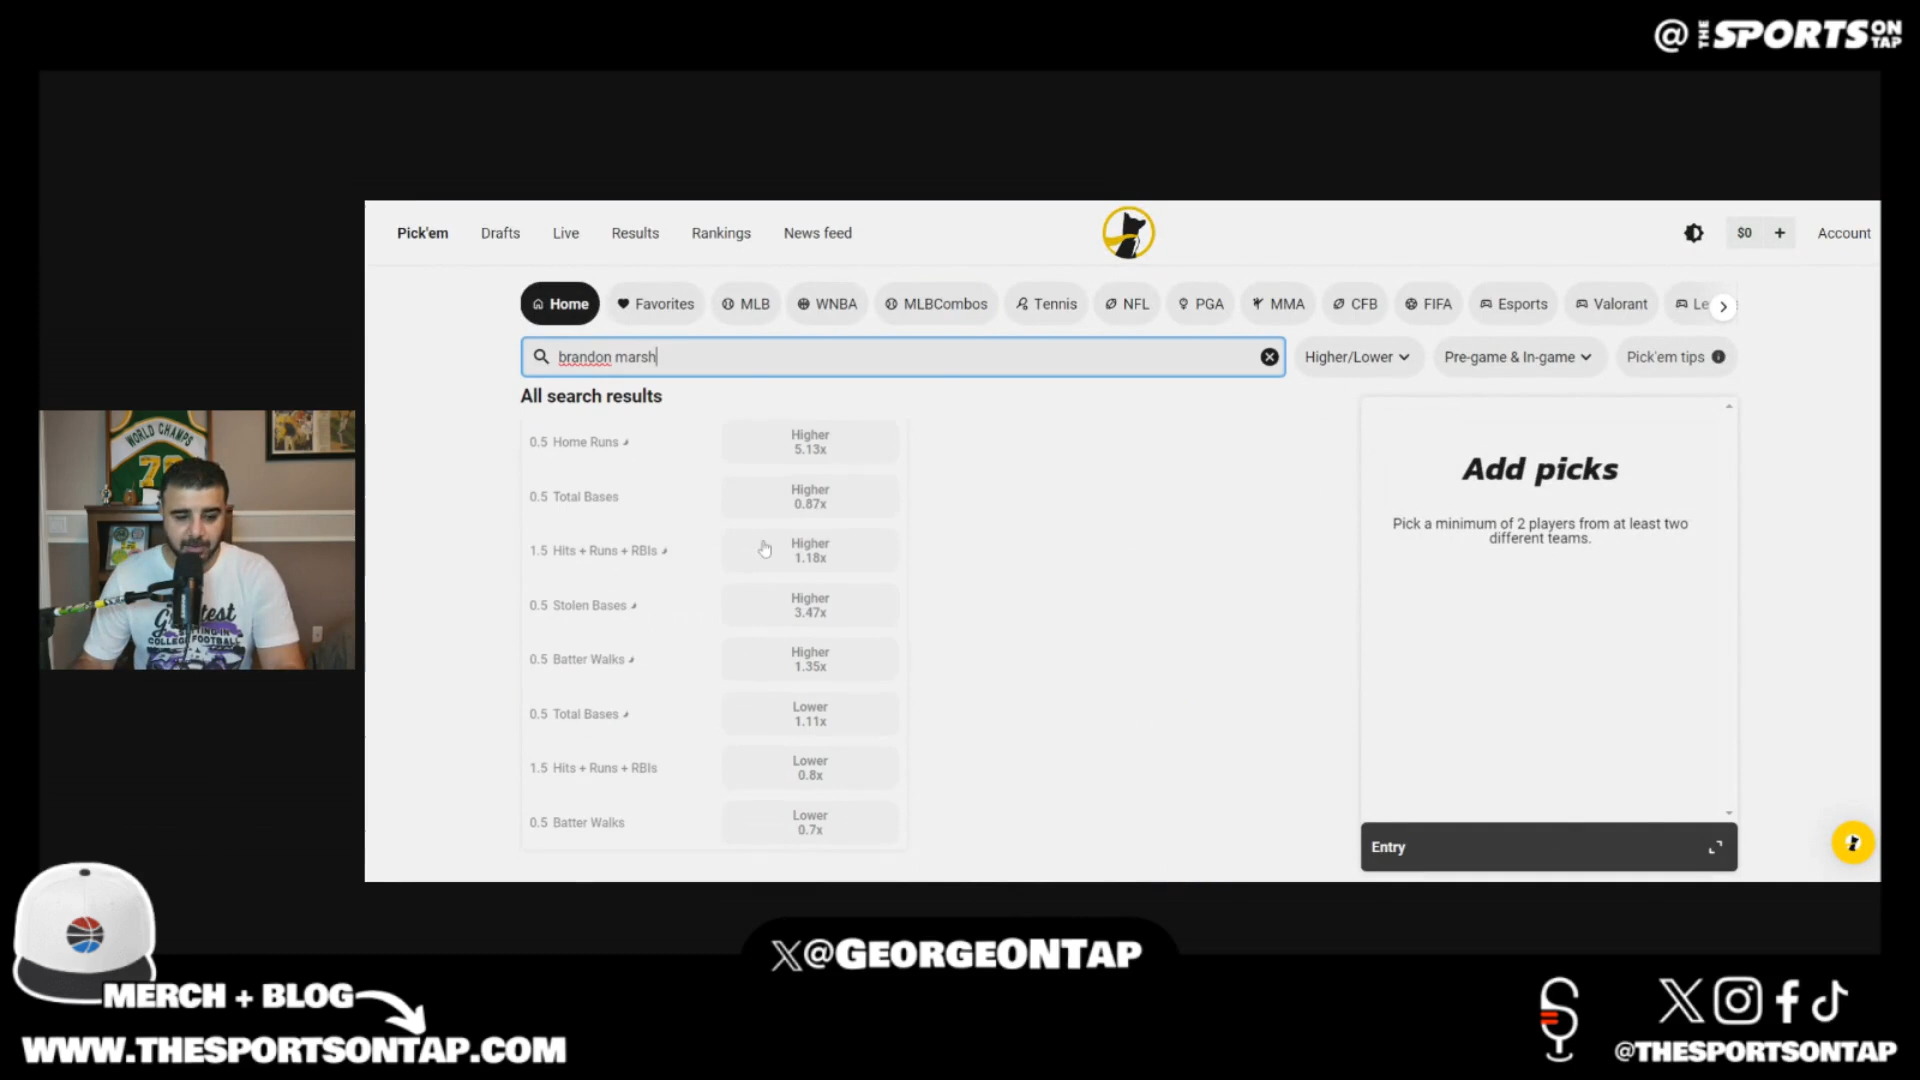 @THE SPORTS ON TAP
Pick'em Drafts Live Results Rankings News feed $0 + Account
Home Favorites MLB WNBA MLBCombos Tennis NFL PGA MMA CFB FIFA Esports Valorant Le
brandon marsh Higher/Lower Pre-game & In-game Pick'em tips
All search results
0.5 Home Runs Higher 5.13x
0.5 Total Bases Higher 0.87x
1.5 Hits + Runs + RBIs Higher 1.18x
0.5 Stolen Bases Higher 3.47x
0.5 Batter Walks Higher 1.35x
0.5 Total Bases Lower 1.11x
1.5 Hits + Runs + RBIs Lower 0.8x
0.5 Batter Walks Lower 0.7x
Add picks
Pick a minimum of 2 players from at least two
different teams.
Entry
WORLD CHAMPS
COLLEGE FOOTBALL
X@GEORGEONTAP
MERCH + BLOG
WWW.THESPORTSONTAP.COM
@THESPORTSONTAP